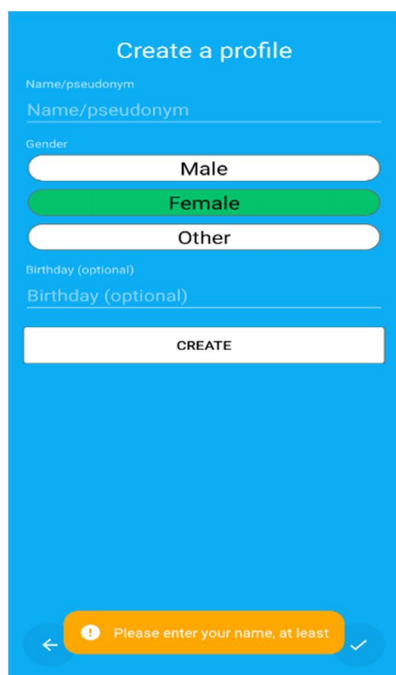 Create a profile
Name/pseudonym
Name/pseudonym
Gender
Male
Female
Other
Birthday (optional)
Birthday (optional)
CREATE
Please enter your name, at least